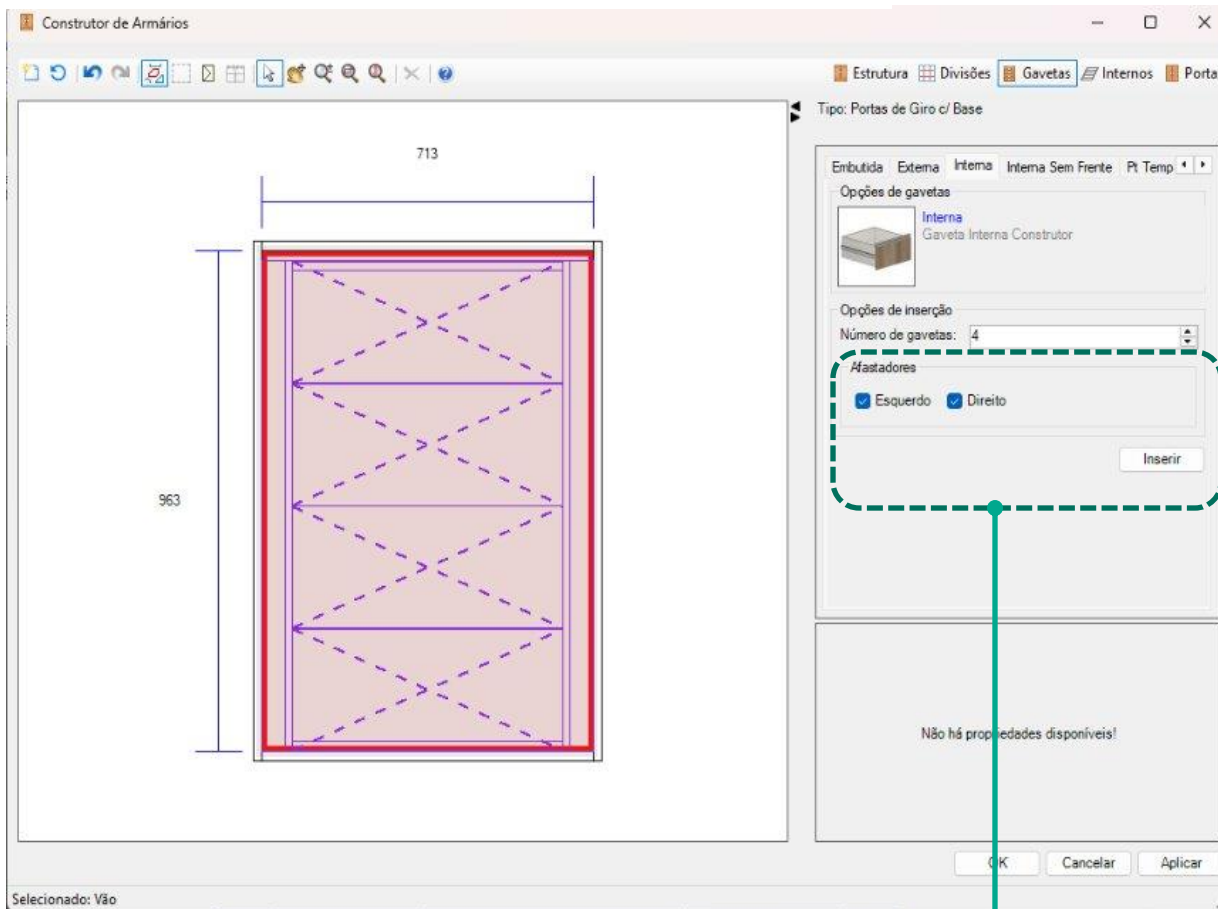 Construtor de Armários
Estrutura Divisões Gavetas Internos Porta
Tipo: Portas de Giro c/ Base
713
963
Embutida Externa Interna Interna Sem Frente Pt Temp
Opções de gavetas
Interna
Gaveta Interna Construtor
Opções de inserção
Número de gavetas: 4
Afastadores
Esquerdo Direito
Inserir
Não há propriedades disponíveis!
OK Cancelar Aplicar
Selecionado: Vão